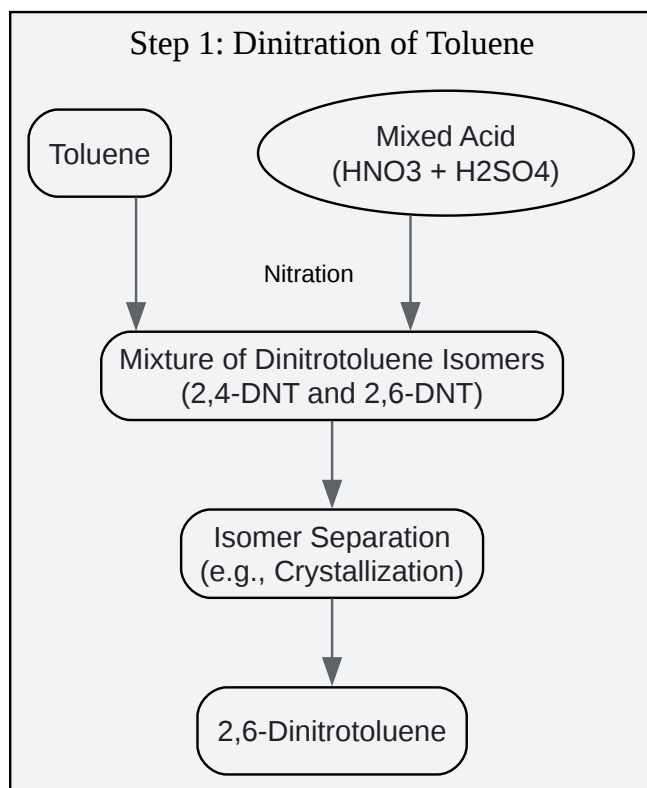 Step 1: Dinitration of Toluene
Toluene
Mixed Acid
(HNO3 + H2SO4)
Nitration
Mixture of Dinitrotoluene Isomers
(2,4-DNT and 2,6-DNT)
Isomer Separation
(e.g., Crystallization)
2,6-Dinitrotoluene